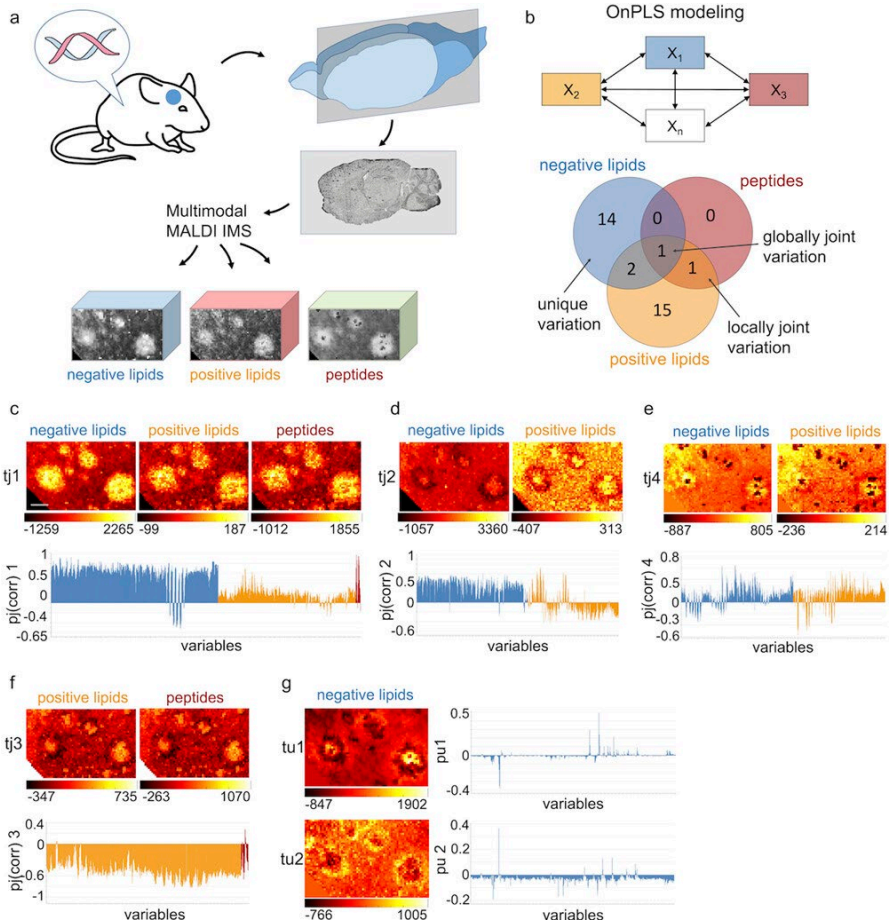 a
Multimodal
MALDI IMS
negative lipids positive lipids peptides
b
OnPLS modeling
X1
X2 X3
Xn
negative lipids
peptides
14 0 0
1
2 1
15
globally joint
variation
unique
variation
locally joint
variation
positive lipids
c
negative lipids positive lipids peptides
tj1
-1259 2265 -99 187 -1012 1855
pj(corr) 1
1
0.5
0
-0.4
-0.65
variables
d
negative lipids positive lipids
tj2
-1057 3360 -407 313
pj(corr) 2
1
0.5
0
-0.4
-0.6
variables
e
negative lipids positive lipids
tj4
-887 805 -236 214
pj(corr) 4
0.8
0.4
0
-0.3
-0.6
variables
f
positive lipids peptides
tj3
-347 735 -263 1070
pj(corr) 3
0.4
0
-0.6
-1
variables
g
negative lipids
tu1
-847 1902
pu1
0.5
0
-0.4
variables
tu2
-766 1005
pu 2
0.4
0
-0.2
variables